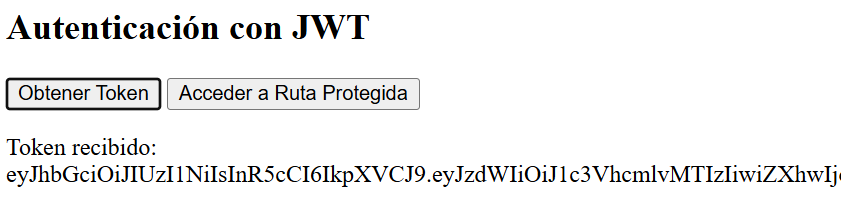 Autenticación con JWT
Obtener Token Acceder a Ruta Protegida
Token recibido:
eyJhbGciOiJIUzI1NiIsInR5cCI6IkpXVCJ9.eyJzdWIiOiJ1c3VhcmlvMTIzIiwiZXhwIj